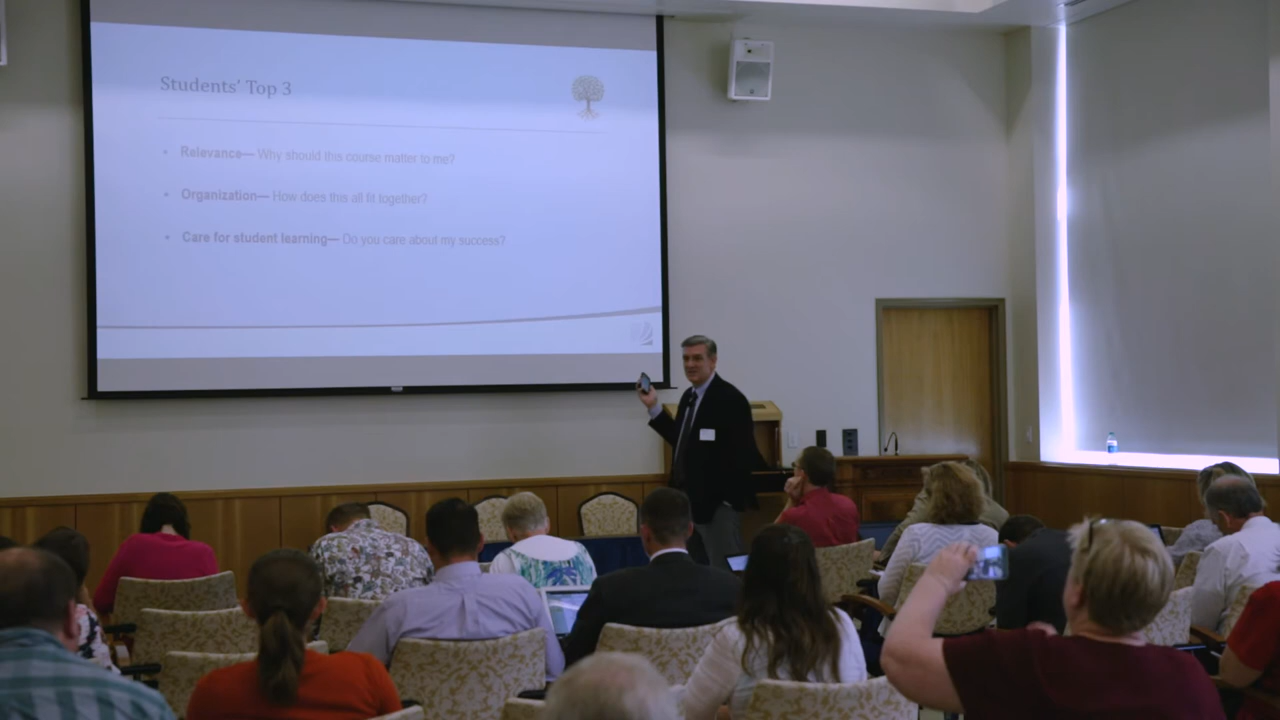 Students' Top 3
• Relevance— Why should this course matter to me?
• Organization— How does this all fit together?
• Care for student learning— Do you care about my success?